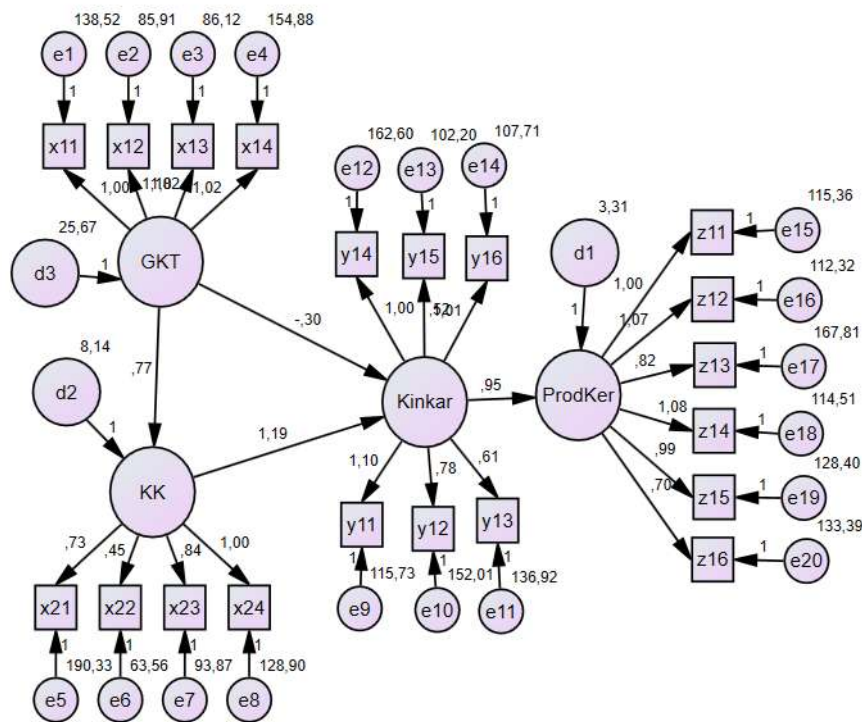 138,52 85,91 86,12 154,88
e1 e2 e3 e4
1 1 1 1
x11 x12 x13 x14
1,00 1,02 1,02
25,67
d3 1 GKT
162,60 102,20 107,71
e12 e13 e14
1 1 1
y14 y15 y16
1,00 ,52 1,01
-,30
,77
8,14
d2
1
KK
1,19
Kinkar
,95
3,31
d1
1
ProdKer
1,00 z11 1 e15 115,36
1,07 z12 1 e16 112,32
,82 z13 1 e17 167,81
1,08 z14 1 e18 114,51
,99 z15 1 e19 128,40
,70 z16 1 e20 133,39
1,10 ,78 ,61
y11 y12 y13
1 1 1
115,73 152,01 136,92
e9 e10 e11
,73 ,45 ,84 1,00
x21 x22 x23 x24
1 1 1 1
190,33 63,56 93,87 128,90
e5 e6 e7 e8